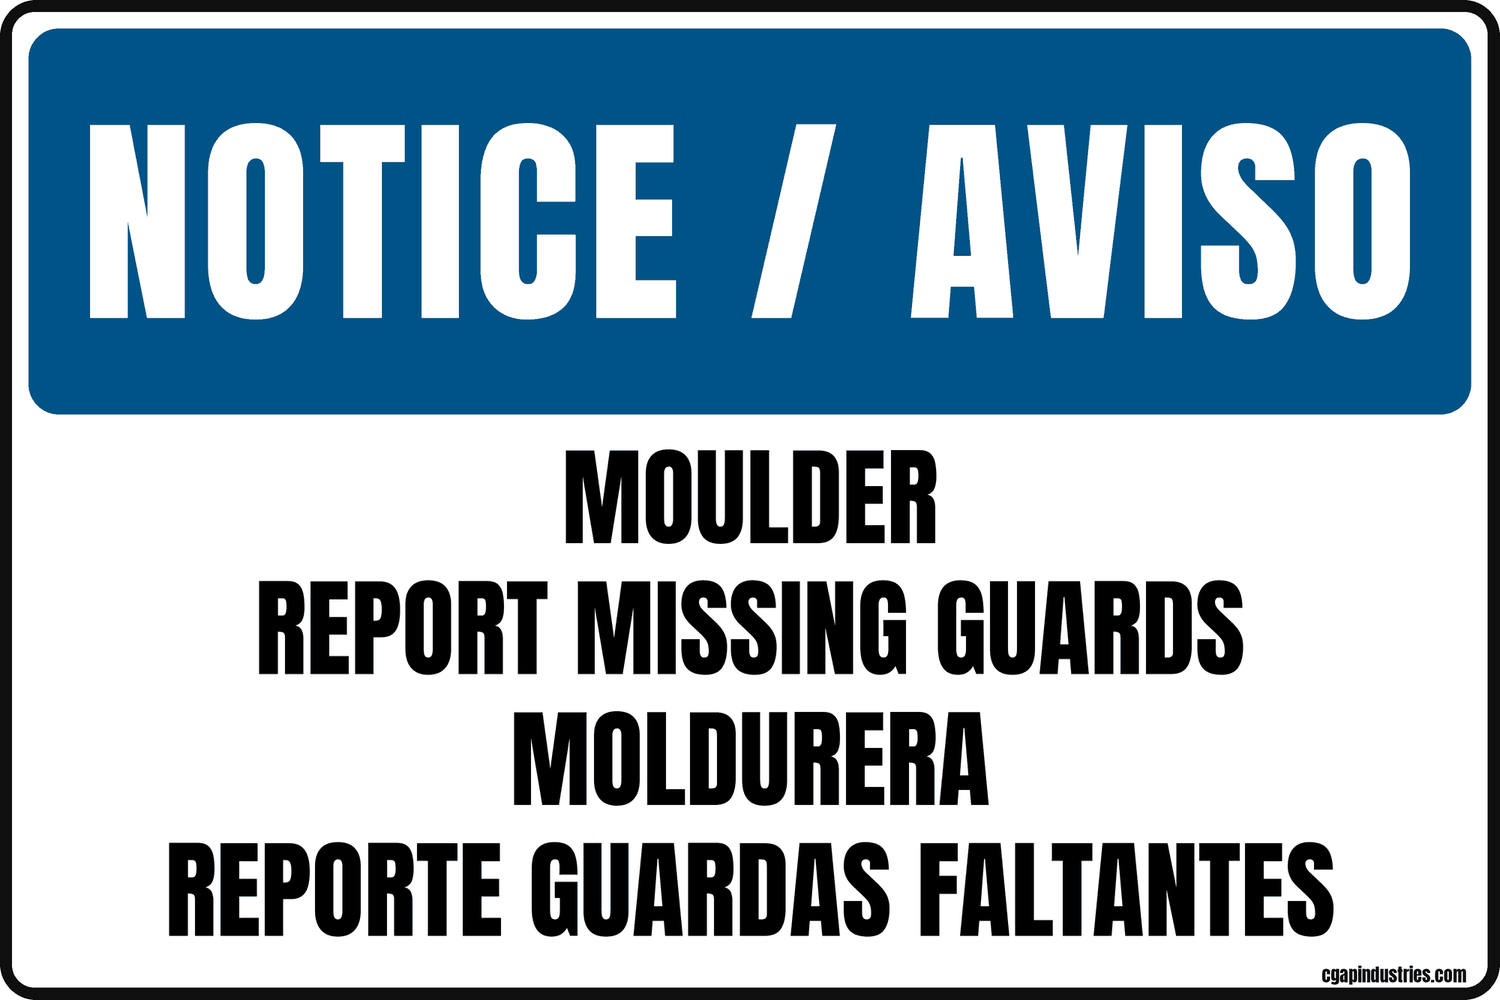 NOTICE / AVISO
MOULDER
REPORT MISSING GUARDS
MOLDURERA
REPORTE GUARDAS FALTANTES
cgapindustries.com